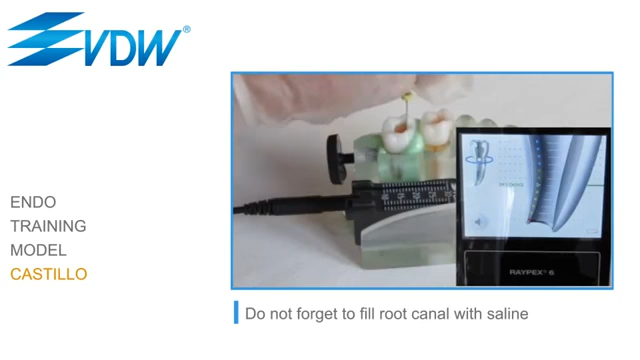 VDW®
ENDO
TRAINING
MODEL
CASTILLO
RAYPEX® 6
Do not forget to fill root canal with saline